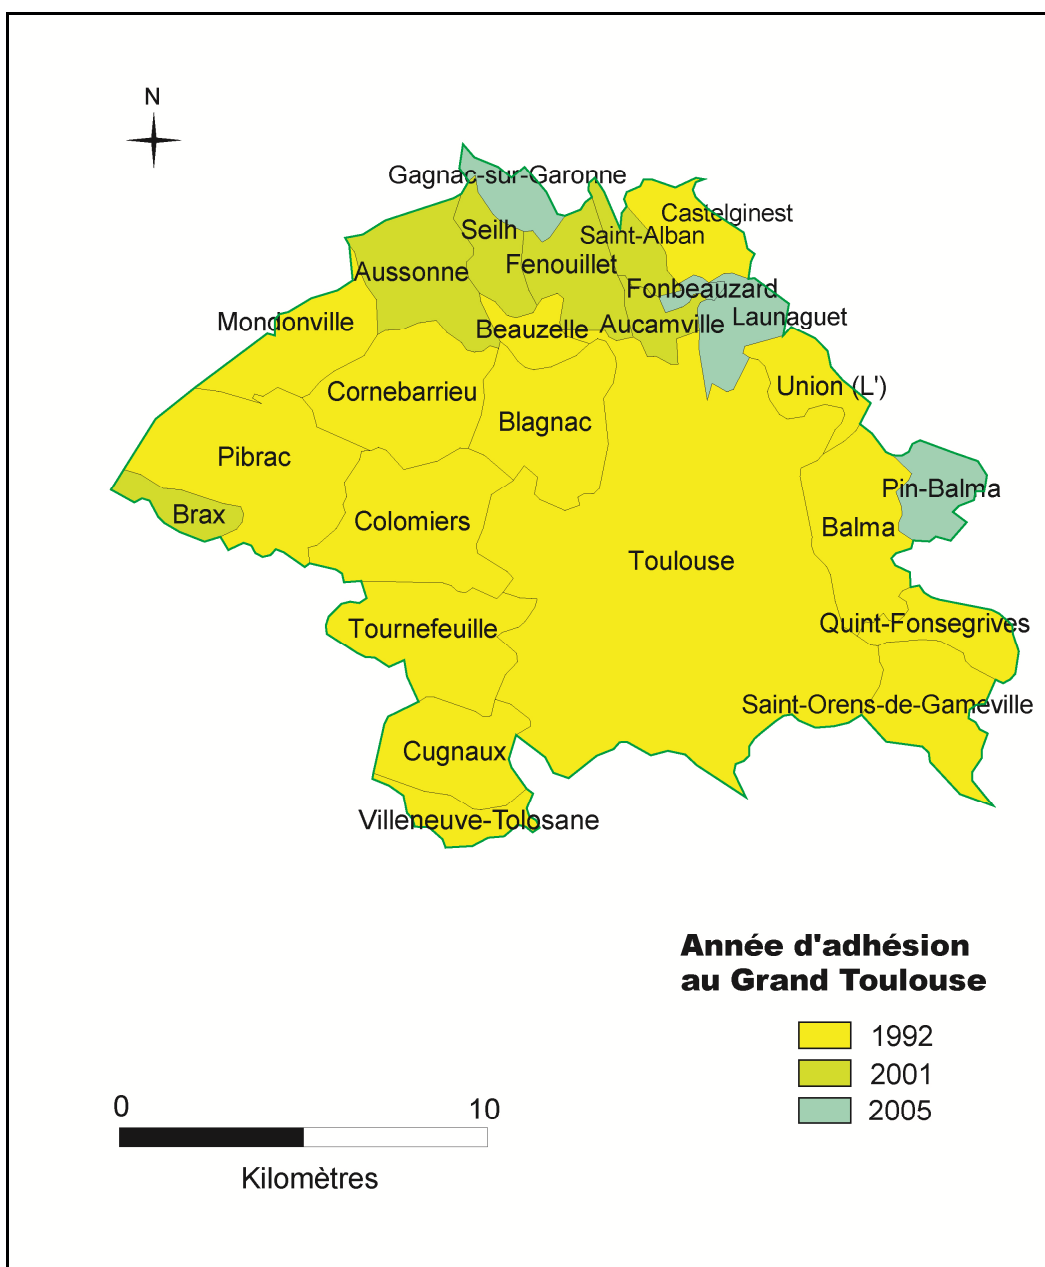 N
Gagnac-sur-Garonne
Castelginest
Seilh
Saint-Alban
Fenouillet
Aussonne
Fonbeauzard
Mondonville
Beauzelle
Aucamville
Launaguet
Cornebarrieu
Union (L')
Blagnac
Pibrac
Pin-Balma
Brax
Colomiers
Balma
Toulouse
Tournefeuille
Quint-Fonsegrives
Saint-Orens-de-Gameville
Cugnaux
Villeneuve-Tolosane
Année d'adhésion
au Grand Toulouse
1992
2001
2005
0 10
Kilomètres